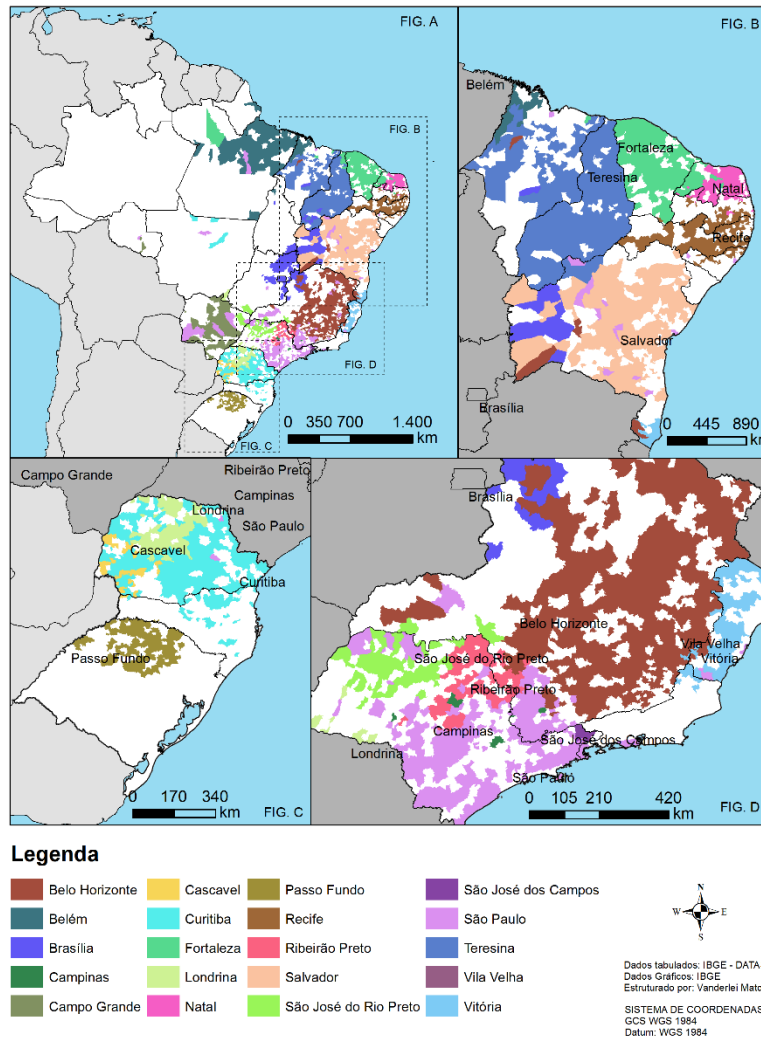 FIG. A
FIG. B
FIG. D
FIG. C
0 350 700 1.400
km
FIG. B
Belém
Fortaleza
Teresina
Natal
Recife
Salvador
Brasília
0 445 890
km
Campo Grande
Ribeirão Preto
Campinas
Londrina
São Paulo
Cascavel
Curitiba
Passo Fundo
0 170 340
km
FIG. C
Brasília
Belo Horizonte
Vila Velha
Vitória
São José do Rio Preto
Ribeirão Preto
Campinas
São José dos Campos
Londrina
São Paulo
0 105 210 420
km
FIG. D
Legenda
Belo Horizonte
Cascavel
Passo Fundo
São José dos Campos
Belém
Curitiba
Recife
São Paulo
Brasília
Fortaleza
Ribeirão Preto
Teresina
Campinas
Londrina
Salvador
Vila Velha
Campo Grande
Natal
São José do Rio Preto
Vitória
N
W E
S
Dados tabulados: IBGE - DATA
Dados Gráficos: IBGE
Estruturado por: Vanderlei Mato
SISTEMA DE COORDENADAS
GCS WGS 1984
Datum: WGS 1984